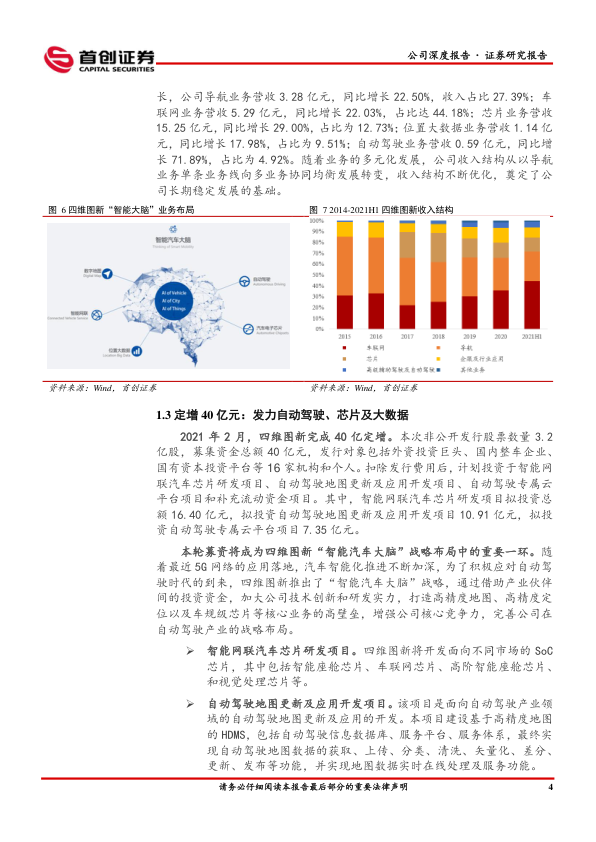 首创证券
CAPITAL SECURITIES
公司深度报告 · 证券研究报告
长，公司导航业务营收 3.28 亿元，同比增长 22.50%，收入占比 27.39%；车
联网业务营收 5.29 亿元，同比增长 22.03%，占比达 44.18%；芯片业务营收
15.25 亿元，同比增长 29.00%，占比为 12.73%；位置大数据业务营收 1.14 亿
元，同比增长 17.98%，占比为 9.51%；自动驾驶业务营收 0.59 亿元，同比增
长 71.89%，占比为 4.92%。随着业务的多元化发展，公司收入结构从以导航
业务单条业务线向多业务协同均衡发展转变，收入结构不断优化，奠定了公
司长期稳定发展的基础。
图 6 四维图新“智能大脑”业务布局
智能汽车大脑
数字地图
智能网联
位置大数据
AI of Vehicle
AI of City
AI of Things
自动驾驶
汽车电子芯片
资料来源：Wind，首创证券
图 7 2014-2021H1 四维图新收入结构
100%
90%
80%
70%
60%
50%
40%
30%
20%
10%
0%
2015 2016 2017 2018 2019 2020 2021H1
车联网 导航
芯片 企服及行业应用
高级辅助驾驶及自动驾驶 其他业务
资料来源：Wind，首创证券
1.3 定增 40 亿元：发力自动驾驶、芯片及大数据
2021 年 2 月，四维图新完成 40 亿定增。本次非公开发行股票数量 3.2
亿股，募集资金总额 40 亿元，发行对象包括外资投资巨头、国内整车企业、
国有资本投资平台等 16 家机构和个人。扣除发行费用后，计划投资于智能网
联汽车芯片研发项目、自动驾驶地图更新及应用开发项目、自动驾驶专属云
平台项目和补充流动资金项目。其中，智能网联汽车芯片研发项目拟投资总
额 16.40 亿元，拟投资自动驾驶地图更新及应用开发项目 10.91 亿元，拟投
资自动驾驶专属云平台项目 7.35 亿元。
本轮募资将成为四维图新“智能汽车大脑”战略布局中的重要一环。随
着最近 5G 网络的应用落地，汽车智能化推进不断加深，为了积极应对自动驾
驶时代的到来，四维图新推出了“智能汽车大脑”战略，通过借助产业伙伴
间的投资资金，加大公司技术创新和研发实力，打造高精度地图、高精度定
位以及车规级芯片等核心业务的高壁垒，增强公司核心竞争力，完善公司在
自动驾驶产业的战略布局。
➢ 智能网联汽车芯片研发项目。四维图新将开发面向不同市场的 SoC
芯片，其中包括智能座舱芯片、车联网芯片、高阶智能座舱芯片、
和视觉处理芯片等。
➢ 自动驾驶地图更新及应用开发项目。该项目是面向自动驾驶产业领
域的自动驾驶地图更新及应用的开发。本项目建设基于高精度地图
的 HDMS，包括自动驾驶信息数据库、服务平台、服务体系，最终实
现自动驾驶地图数据的获取、上传、分类、清洗、矢量化、差分、
更新、发布等功能，并实现地图数据实时在线处理及服务功能。
请务必仔细阅读本报告最后部分的重要法律声明 4